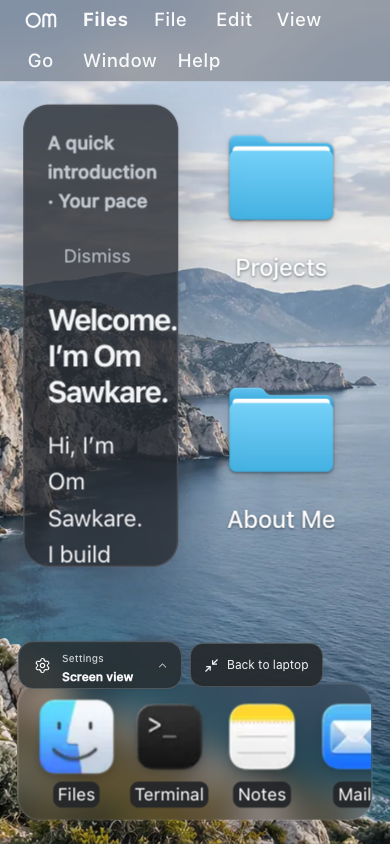 OM Files File Edit View
Go Window Help
A quick
introduction
· Your pace
Dismiss
Welcome.
I’m Om
Sawkare.
Hi, I’m
Om
Sawkare.
I build
Projects
About Me
Settings
Screen view
Back to laptop
Files Terminal Notes Mail